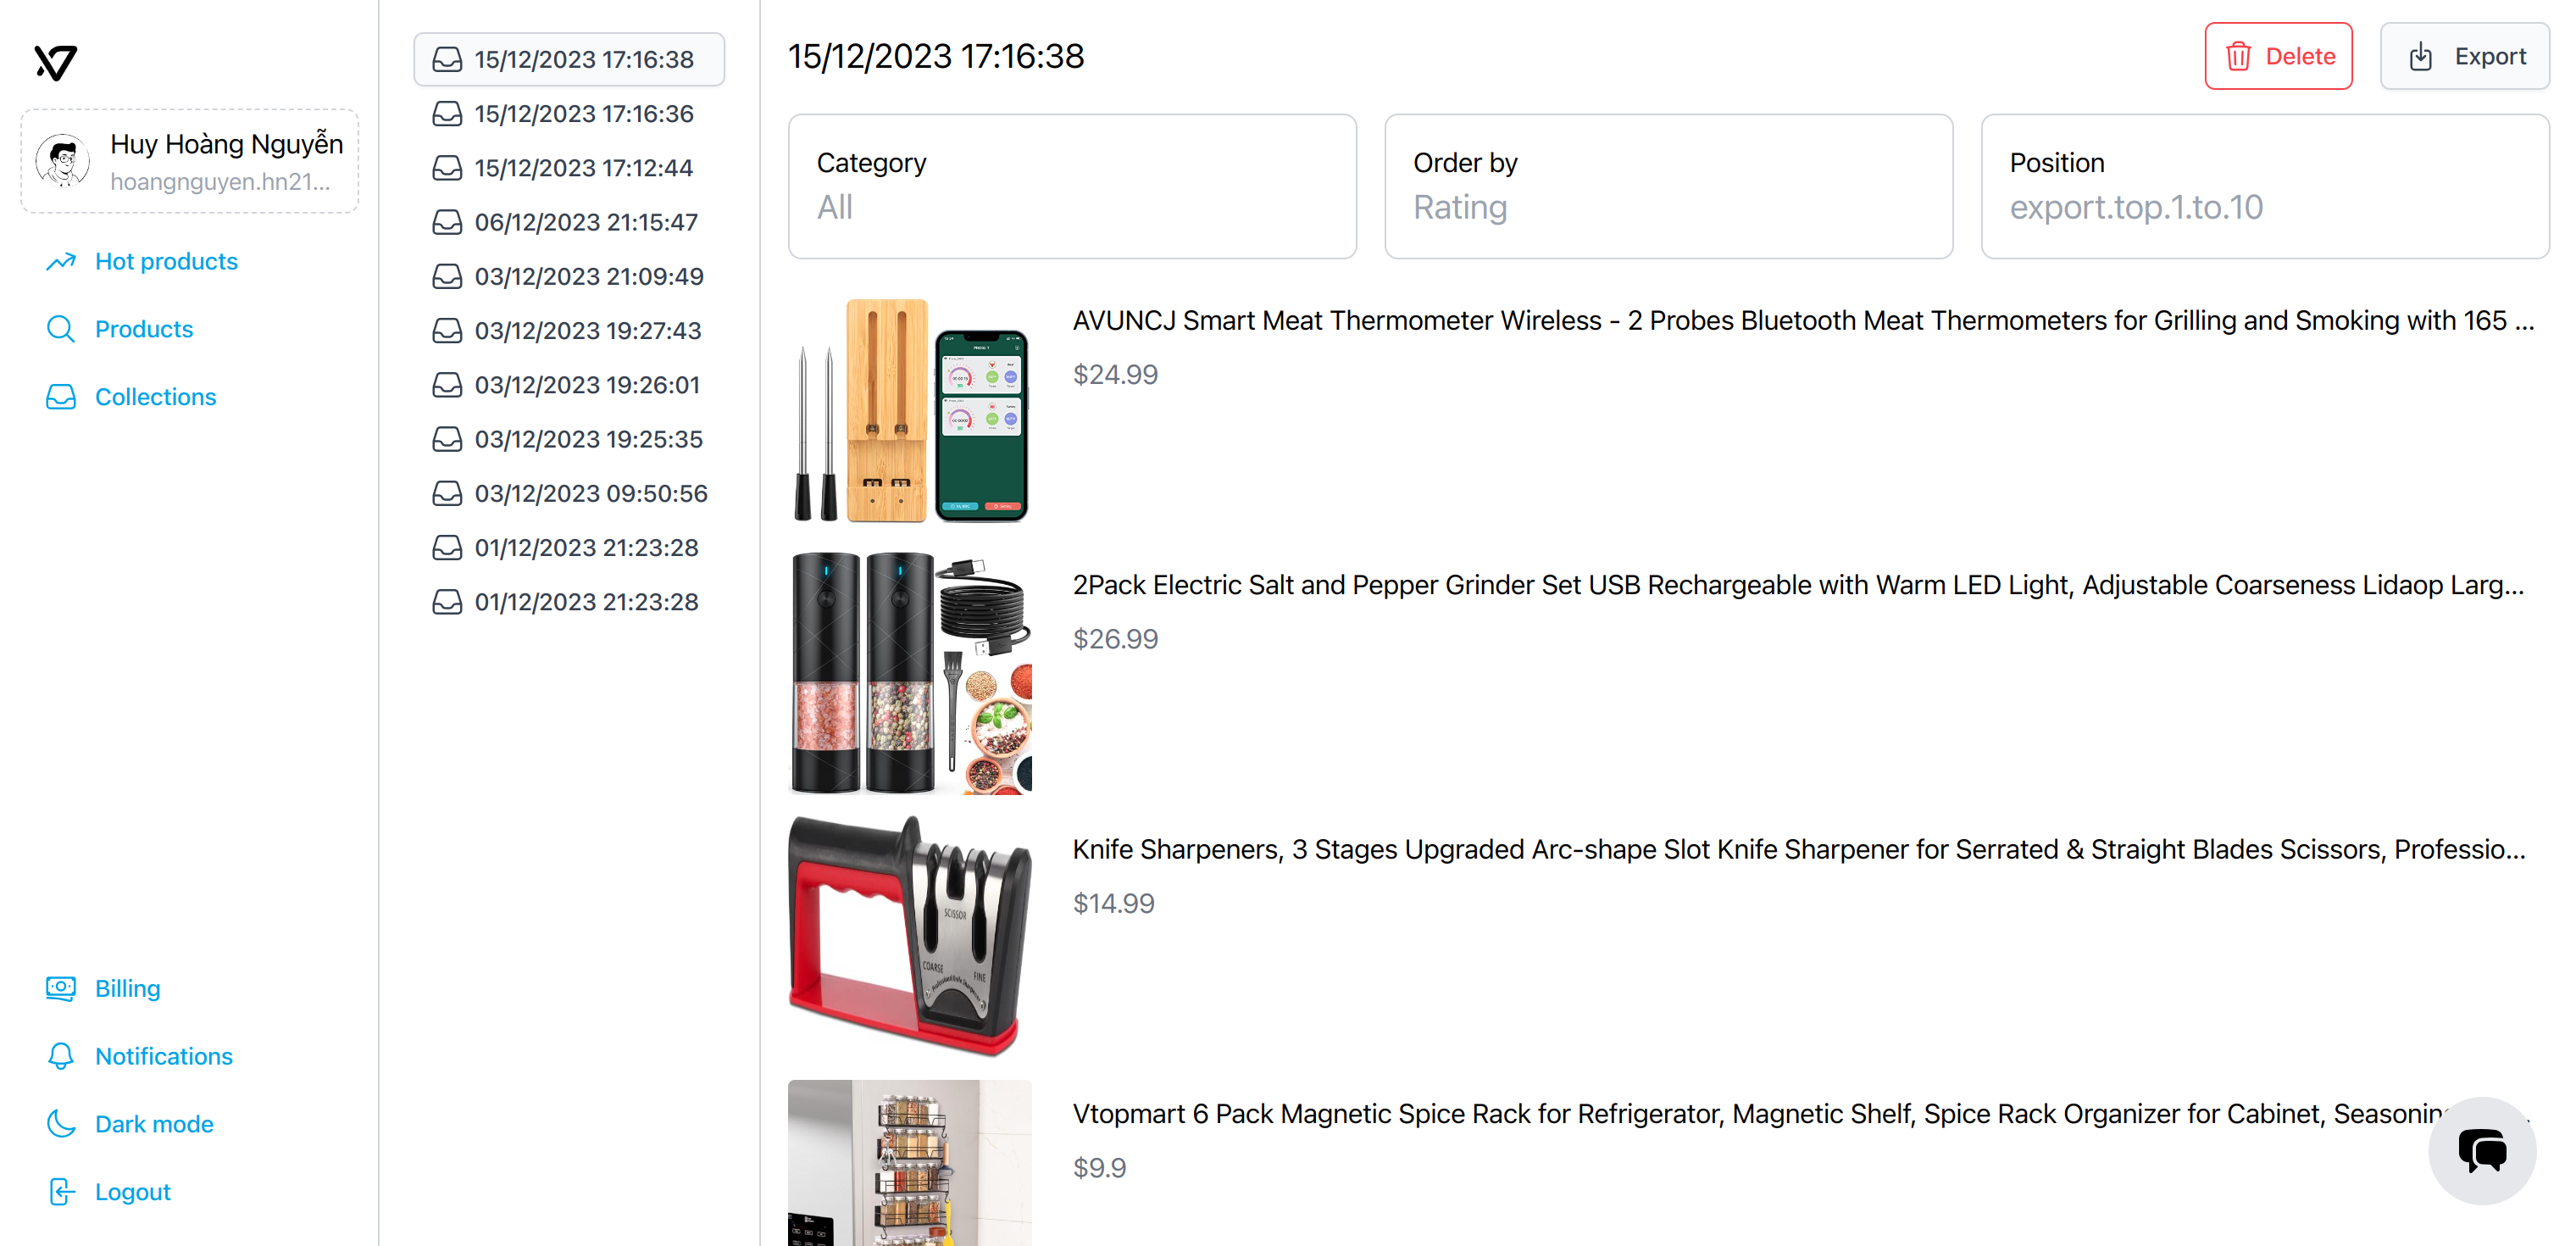 Huy Hoàng Nguyễn
hoangnguyen.hn21...
Hot products
Products
Collections
Billing
Notifications
Dark mode
Logout
15/12/2023 17:16:38
15/12/2023 17:16:36
15/12/2023 17:12:44
06/12/2023 21:15:47
03/12/2023 21:09:49
03/12/2023 19:27:43
03/12/2023 19:26:01
03/12/2023 19:25:35
03/12/2023 09:50:56
01/12/2023 21:23:28
01/12/2023 21:23:28
15/12/2023 17:16:38
Delete
Export
Category
All
Order by
Rating
Position
export.top.1.to.10
AVUNCJ Smart Meat Thermometer Wireless - 2 Probes Bluetooth Meat Thermometers for Grilling and Smoking with 165 ...
$24.99
2Pack Electric Salt and Pepper Grinder Set USB Rechargeable with Warm LED Light, Adjustable Coarseness Lidaop Larg...
$26.99
Knife Sharpeners, 3 Stages Upgraded Arc-shape Slot Knife Sharpener for Serrated & Straight Blades Scissors, Professio...
$14.99
SCISSOR
COARSE
FINE
Vtopmart 6 Pack Magnetic Spice Rack for Refrigerator, Magnetic Shelf, Spice Rack Organizer for Cabinet,
$9.9